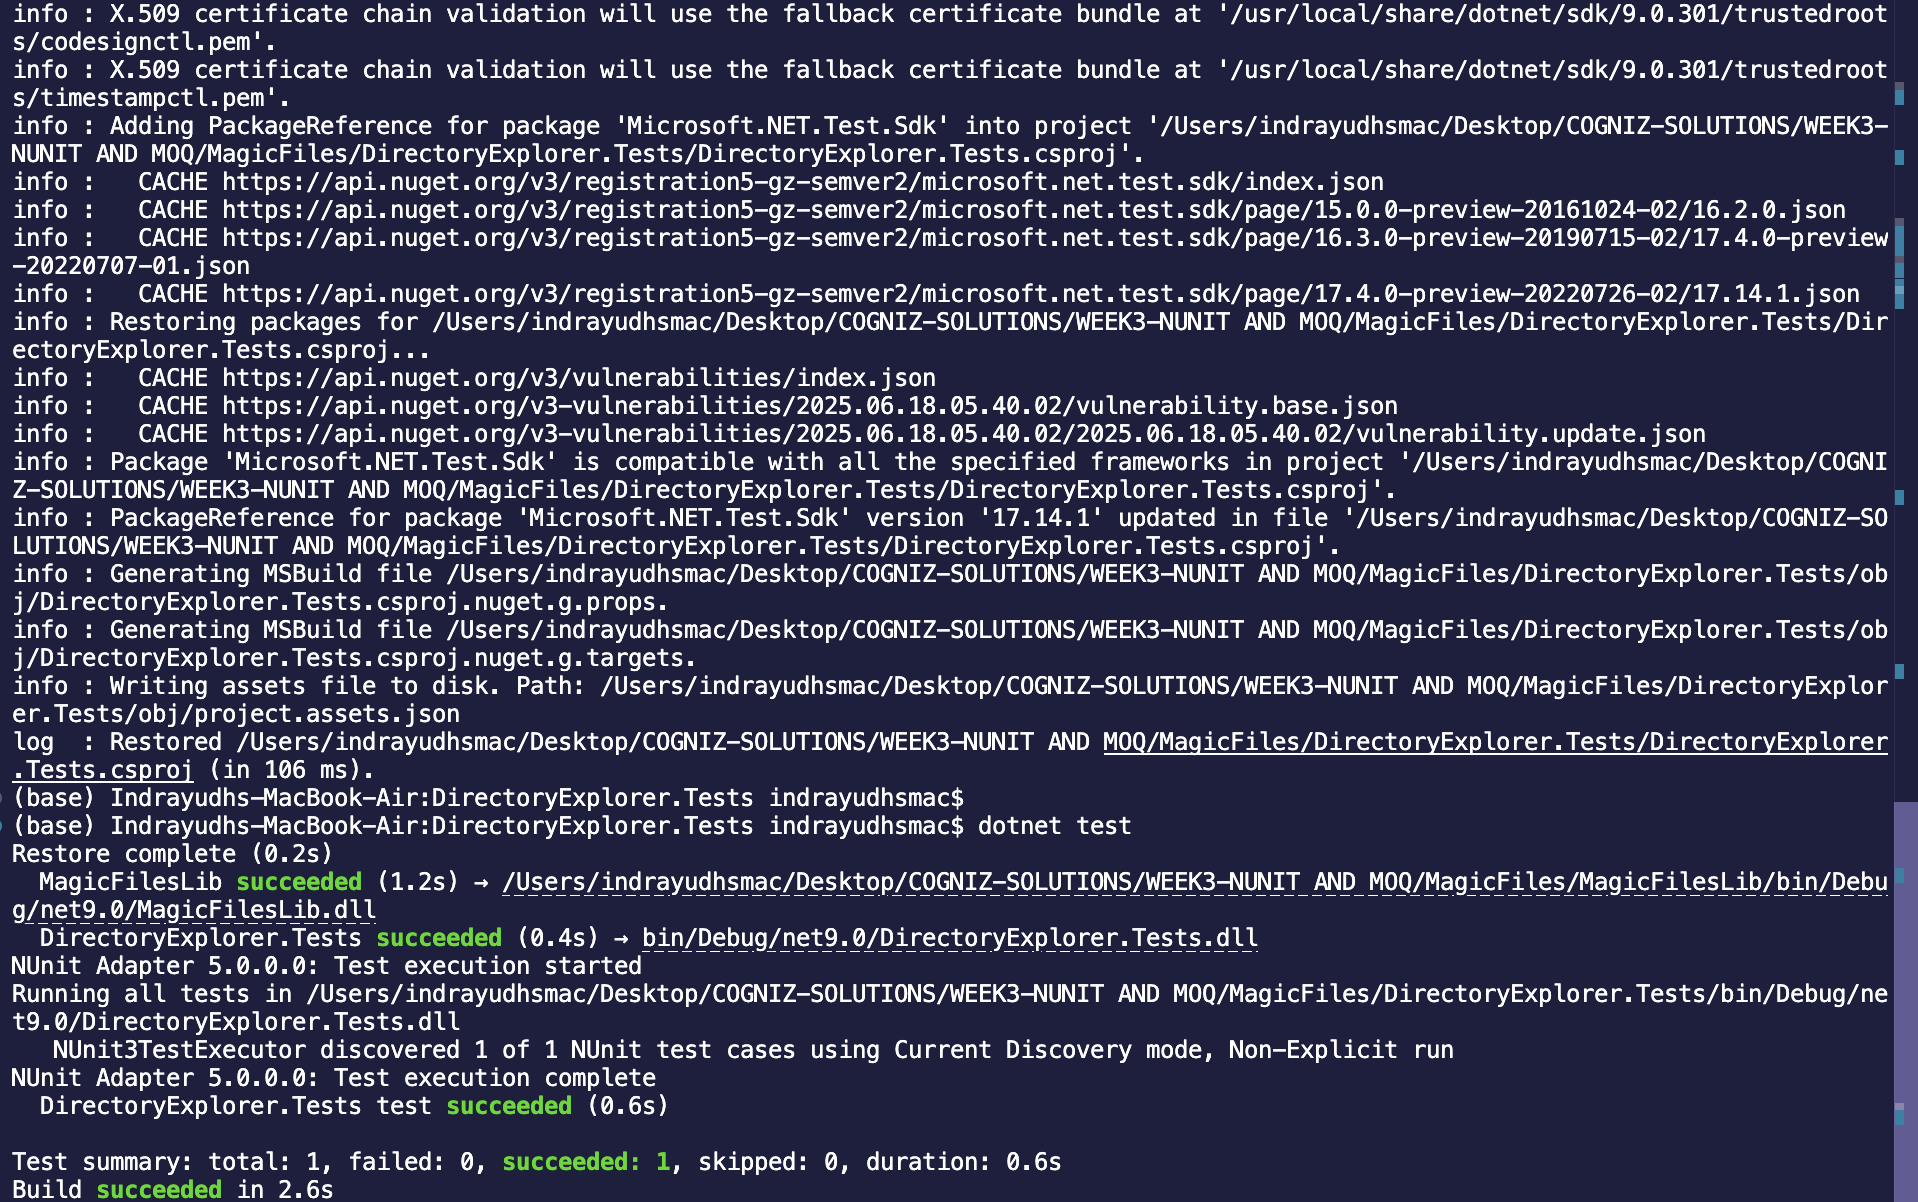 info : X.509 certificate chain validation will use the fallback certificate bundle at '/usr/local/share/dotnet/sdk/9.0.301/trustedroot
s/codesignctl.pem'.
info : X.509 certificate chain validation will use the fallback certificate bundle at '/usr/local/share/dotnet/sdk/9.0.301/trustedroot
s/timestampctl.pem'.
info : Adding PackageReference for package 'Microsoft.NET.Test.Sdk' into project '/Users/indrayudhsmac/Desktop/COGNIZ-SOLUTIONS/WEEK3-
NUNIT AND MOQ/MagicFiles/DirectoryExplorer.Tests/DirectoryExplorer.Tests.csproj'.
info :   CACHE https://api.nuget.org/v3/registration5-gz-semver2/microsoft.net.test.sdk/index.json
info :   CACHE https://api.nuget.org/v3/registration5-gz-semver2/microsoft.net.test.sdk/page/15.0.0-preview-20161024-02/16.2.0.json
info :   CACHE https://api.nuget.org/v3/registration5-gz-semver2/microsoft.net.test.sdk/page/16.3.0-preview-20190715-02/17.4.0-preview
-20220707-01.json
info :   CACHE https://api.nuget.org/v3/registration5-gz-semver2/microsoft.net.test.sdk/page/17.4.0-preview-20220726-02/17.14.1.json
info : Restoring packages for /Users/indrayudhsmac/Desktop/COGNIZ-SOLUTIONS/WEEK3-NUNIT AND MOQ/MagicFiles/DirectoryExplorer.Tests/Dir
ectoryExplorer.Tests.csproj...
info :   CACHE https://api.nuget.org/v3/vulnerabilities/index.json
info :   CACHE https://api.nuget.org/v3-vulnerabilities/2025.06.18.05.40.02/vulnerability.base.json
info :   CACHE https://api.nuget.org/v3-vulnerabilities/2025.06.18.05.40.02/2025.06.18.05.40.02/vulnerability.update.json
info : Package 'Microsoft.NET.Test.Sdk' is compatible with all the specified frameworks in project '/Users/indrayudhsmac/Desktop/COGNI
Z-SOLUTIONS/WEEK3-NUNIT AND MOQ/MagicFiles/DirectoryExplorer.Tests/DirectoryExplorer.Tests.csproj'.
info : PackageReference for package 'Microsoft.NET.Test.Sdk' version '17.14.1' updated in file '/Users/indrayudhsmac/Desktop/COGNIZ-SO
LUTIONS/WEEK3-NUNIT AND MOQ/MagicFiles/DirectoryExplorer.Tests/DirectoryExplorer.Tests.csproj'.
info : Generating MSBuild file /Users/indrayudhsmac/Desktop/COGNIZ-SOLUTIONS/WEEK3-NUNIT AND MOQ/MagicFiles/DirectoryExplorer.Tests/ob
j/DirectoryExplorer.Tests.csproj.nuget.g.props.
info : Generating MSBuild file /Users/indrayudhsmac/Desktop/COGNIZ-SOLUTIONS/WEEK3-NUNIT AND MOQ/MagicFiles/DirectoryExplorer.Tests/ob
j/DirectoryExplorer.Tests.csproj.nuget.g.targets.
info : Writing assets file to disk. Path: /Users/indrayudhsmac/Desktop/COGNIZ-SOLUTIONS/WEEK3-NUNIT AND MOQ/MagicFiles/DirectoryExplor
er.Tests/obj/project.assets.json
log  : Restored /Users/indrayudhsmac/Desktop/COGNIZ-SOLUTIONS/WEEK3-NUNIT AND MOQ/MagicFiles/DirectoryExplorer.Tests/DirectoryExplorer
.Tests.csproj (in 106 ms).
(base) Indrayudhs-MacBook-Air:DirectoryExplorer.Tests indrayudhsmac$
(base) Indrayudhs-MacBook-Air:DirectoryExplorer.Tests indrayudhsmac$ dotnet test
Restore complete (0.2s)
  MagicFilesLib succeeded (1.2s) → /Users/indrayudhsmac/Desktop/COGNIZ-SOLUTIONS/WEEK3-NUNIT AND MOQ/MagicFiles/MagicFilesLib/bin/Debu
g/net9.0/MagicFilesLib.dll
  DirectoryExplorer.Tests succeeded (0.4s) → bin/Debug/net9.0/DirectoryExplorer.Tests.dll
NUnit Adapter 5.0.0.0: Test execution started
Running all tests in /Users/indrayudhsmac/Desktop/COGNIZ-SOLUTIONS/WEEK3-NUNIT AND MOQ/MagicFiles/DirectoryExplorer.Tests/bin/Debug/ne
t9.0/DirectoryExplorer.Tests.dll
   NUnit3TestExecutor discovered 1 of 1 NUnit test cases using Current Discovery mode, Non-Explicit run
NUnit Adapter 5.0.0.0: Test execution complete
  DirectoryExplorer.Tests test succeeded (0.6s)

Test summary: total: 1, failed: 0, succeeded: 1, skipped: 0, duration: 0.6s
Build succeeded in 2.6s